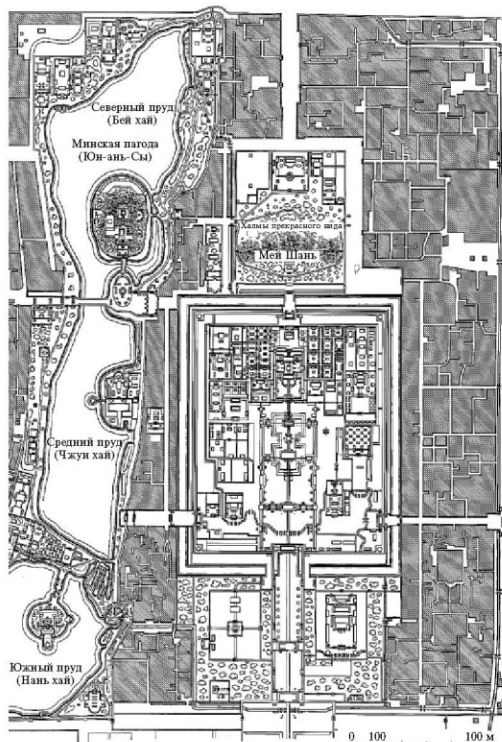 Северный пруд
(Бей хай)
Минская пагода
(Юн-ань-Сы)
Халмы прекрасного вида
Мей Шань
Средний пруд
(Чжун хай)
Южный пруд
(Нань хай)
0 100 100 м